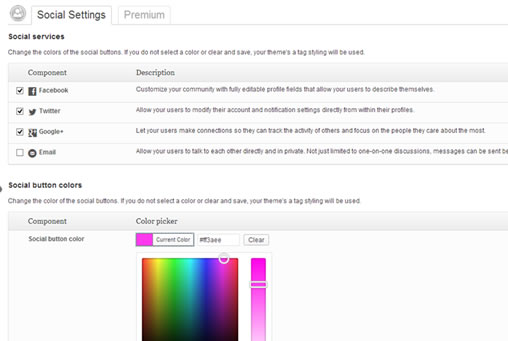 Social Settings Premium
Social services
Change the colors of the social buttons. If you do not select a color or clear and save, your theme's a tag styling will be used.
Component Description
Facebook Customize your community with fully editable profile fields that allow your users to describe themselves.
Twitter Allow your users to modify their account and notification settings directly from within their profiles.
Google+ Let your users make connections so they can track the activity of others and focus on the people they care about the most.
Email Allow your users to talk to each other directly and in private. Not just limited to one-on-one discussions, messages can be sent be
Social button colors
Change the color of the social buttons. If you do not select a color or clear and save, your theme's a tag styling will be used.
Component Color picker
Social button color Current Color #ff3aee Clear